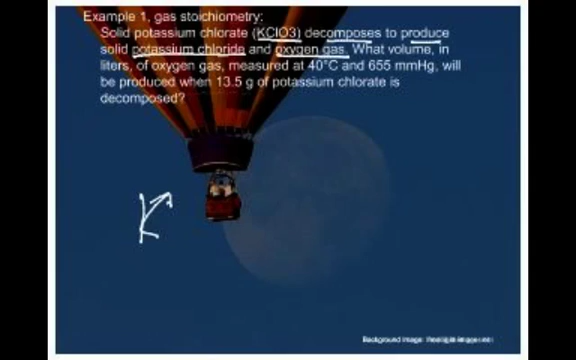 Example 1, gas stoichiometry:
Solid potassium chlorate (KClO3) decomposes to produce
solid potassium chloride and oxygen gas. What volume, in
liters, of oxygen gas, measured at 40°C and 655 mmHg, will
be produced when 13.5 g of potassium chlorate is
decomposed?
K
Background image: